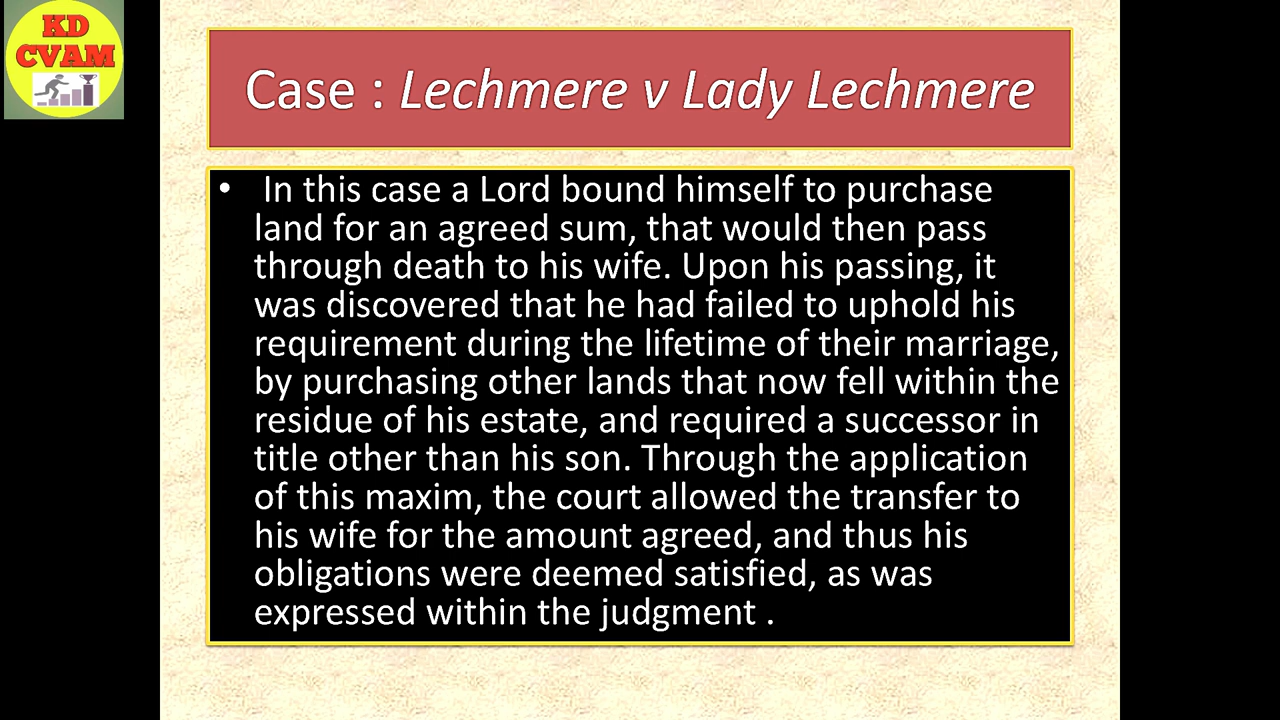 KD
CVAM
Case : Lechmere v Lady Lechmere
• In this case a Lord bound himself to purchase
land for an agreed sum, that would then pass
through death to his wife. Upon his passing, it
was discovered that he had failed to uphold his
requirement during the lifetime of their marriage,
by purchasing other lands that now fell within the
residue of his estate, and required a successor in
title other than his son. Through the application
of this maxim, the court allowed the transfer to
his wife for the amount agreed, and thus his
obligations were deemed satisfied, as was
expressed within the judgment .